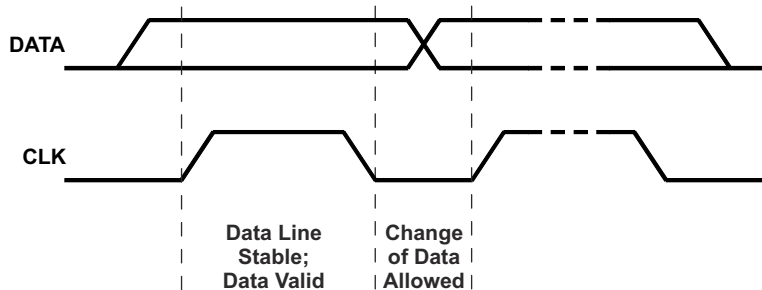 DATA
CLK
Data Line
Stable;
Data Valid
Change
of Data
Allowed